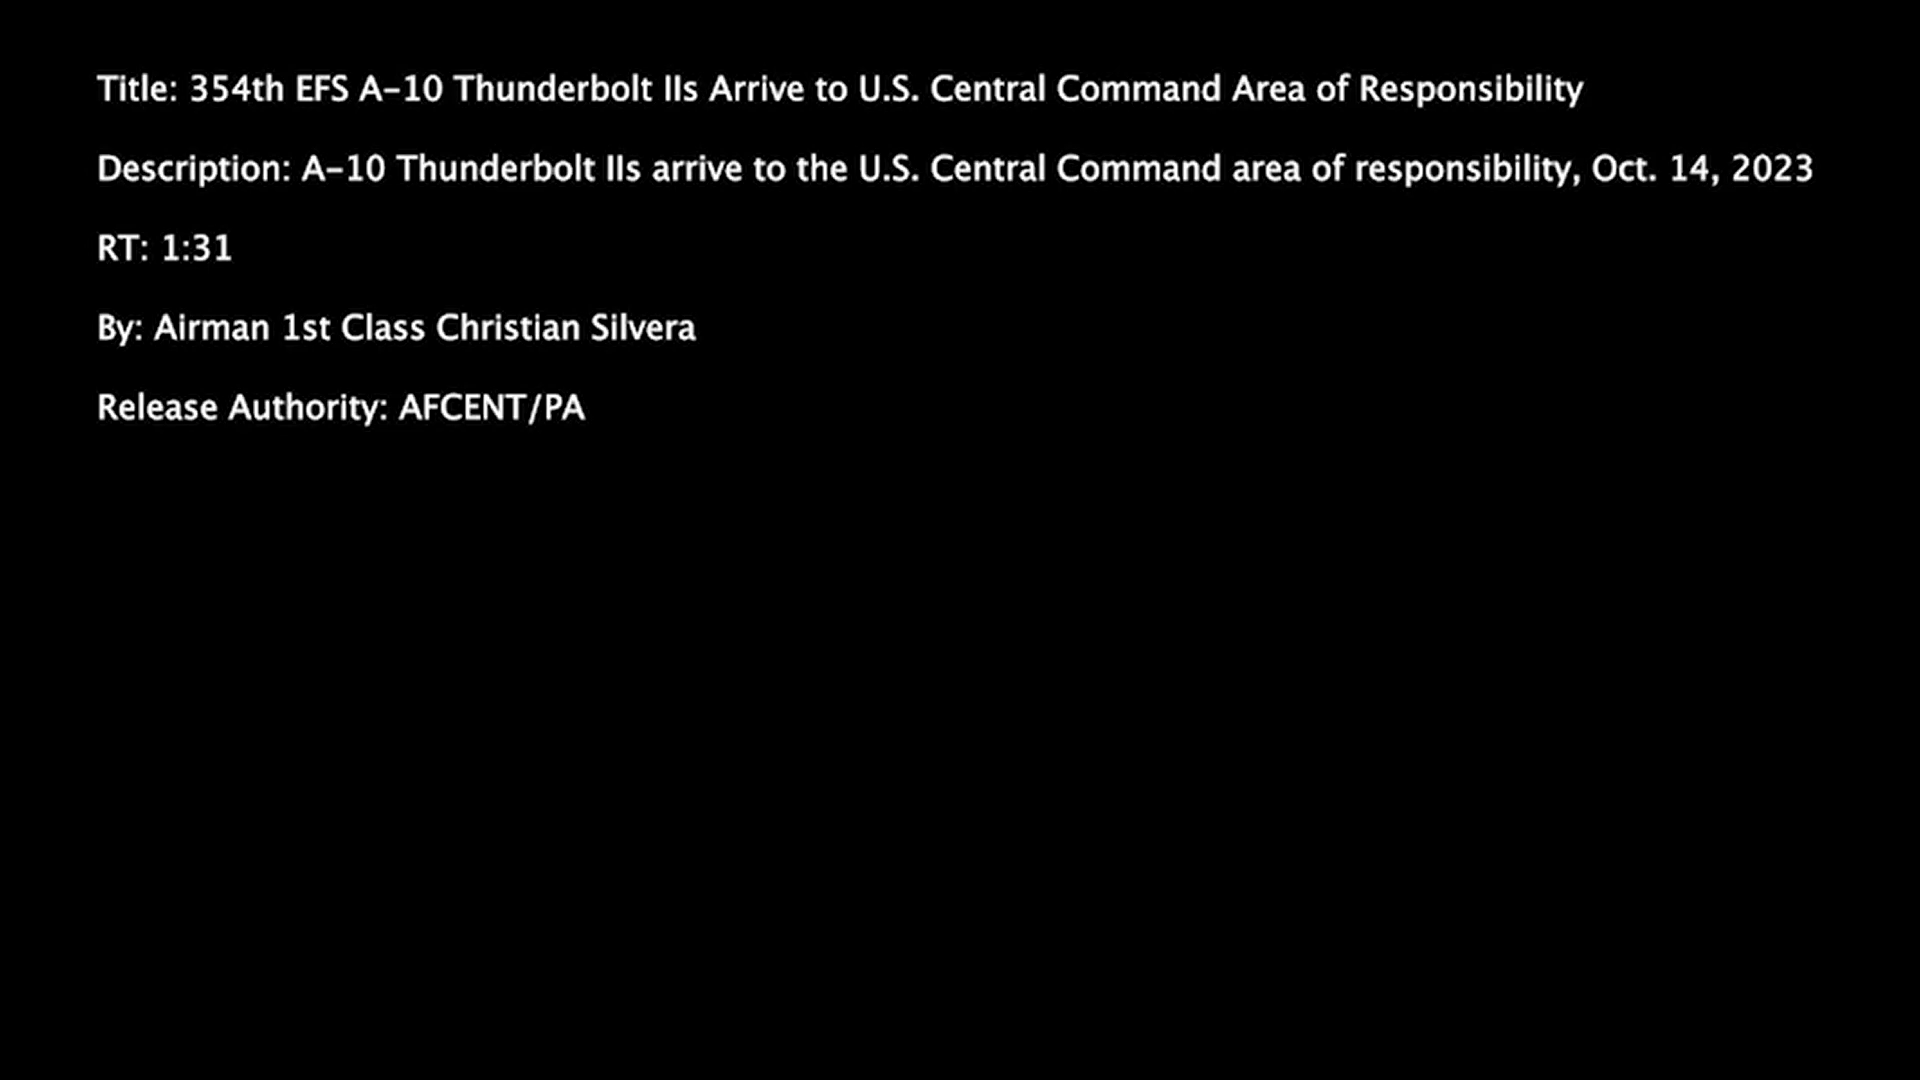 Title: 354th EFS A-10 Thunderbolt IIs Arrive to U.S. Central Command Area of Responsibility
Description: A-10 Thunderbolt IIs arrive to the U.S. Central Command area of responsibility, Oct. 14, 2023
RT: 1:31
By: Airman 1st Class Christian Silvera
Release Authority: AFCENT/PA